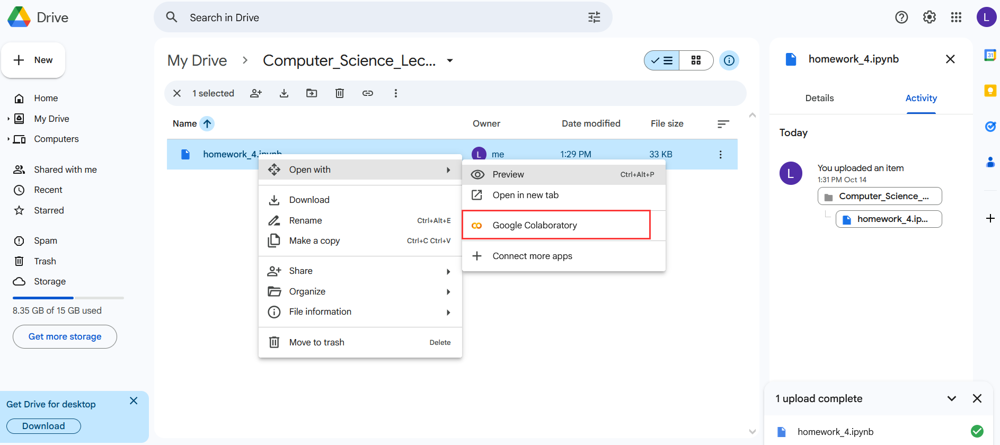 Drive
Search in Drive
L
New
Home
My Drive
Computers
Shared with me
Recent
Starred
Spam
Trash
Storage
8.35 GB of 15 GB used
Get more storage
Get Drive for desktop
Download
My Drive > Computer_Science_Lec...
1 selected
Name Owner Date modified File size
homework_4.ipynb L me 1:29 PM 33 KB
Open with
Download
Rename Ctrl+Alt+E
Make a copy Ctrl+C Ctrl+V
Share
Organize
File information
Move to trash Delete
Preview Ctrl+Alt+P
Open in new tab
Google Colaboratory
Connect more apps
homework_4.ipynb
Details Activity
Today
L
You uploaded an item
1:31 PM Oct 14
Computer_Science_...
homework_4.ip...
31
1 upload complete
homework_4.ipynb